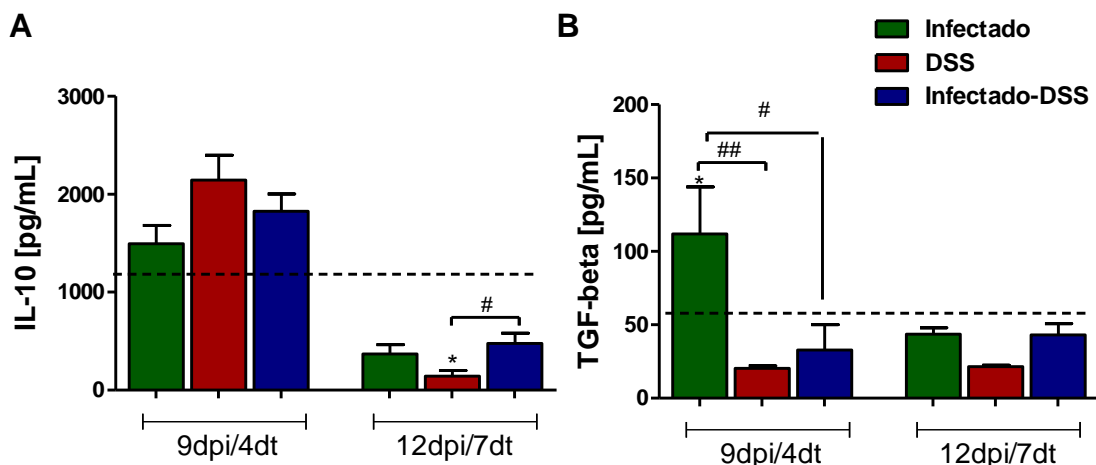 A
IL-10 [pg/mL]
3000
2000
1000
0
#
*
9dpi/4dt
12dpi/7dt
B
Infectado
DSS
Infectado-DSS
TGF-beta [pg/mL]
200
150
100
50
0
#
##
*
9dpi/4dt
12dpi/7dt